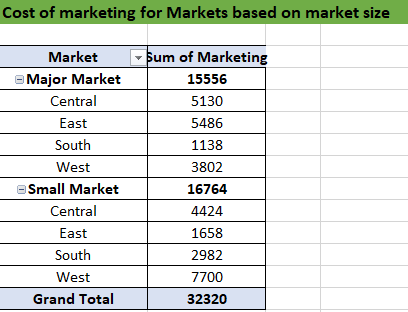 Cost of marketing for Markets based on market size
Market Sum of Marketing
Major Market 15556
Central 5130
East 5486
South 1138
West 3802
Small Market 16764
Central 4424
East 1658
South 2982
West 7700
Grand Total 32320